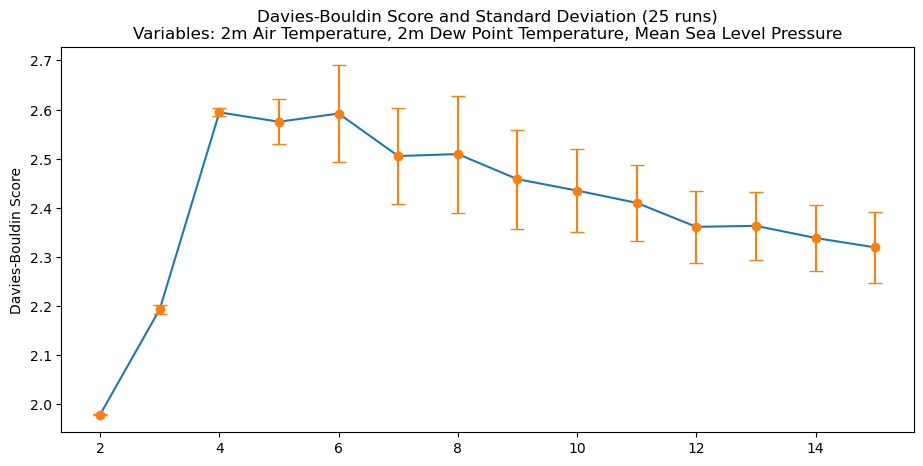 Davies-Bouldin Score and Standard Deviation (25 runs)
Variables: 2m Air Temperature, 2m Dew Point Temperature, Mean Sea Level Pressure
Davies-Bouldin Score
2.7
2.6
2.5
2.4
2.3
2.2
2.1
2.0
2 4 6 8 10 12 14